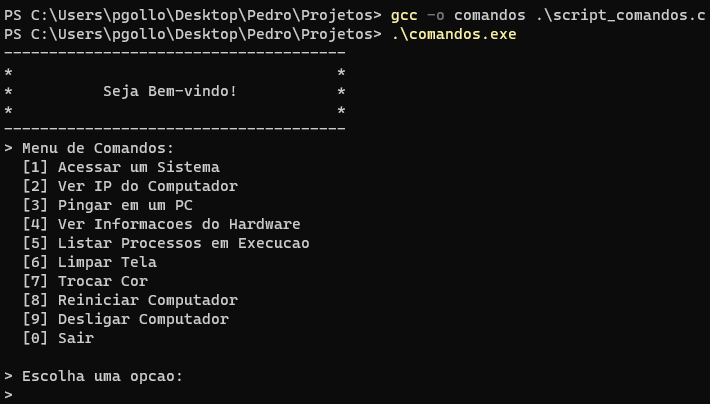 PS C:\Users\pgollo\Desktop\Pedro\Projetos> gcc -o comandos .\script_comandos.c
PS C:\Users\pgollo\Desktop\Pedro\Projetos> .\comandos.exe
--------------------------------------
*                                    *
*          Seja Bem-vindo!           *
*                                    *
--------------------------------------
> Menu de Comandos:
  [1] Acessar um Sistema
  [2] Ver IP do Computador
  [3] Pingar em um PC
  [4] Ver Informacoes do Hardware
  [5] Listar Processos em Execucao
  [6] Limpar Tela
  [7] Trocar Cor
  [8] Reiniciar Computador
  [9] Desligar Computador
  [0] Sair

> Escolha uma opcao:
>